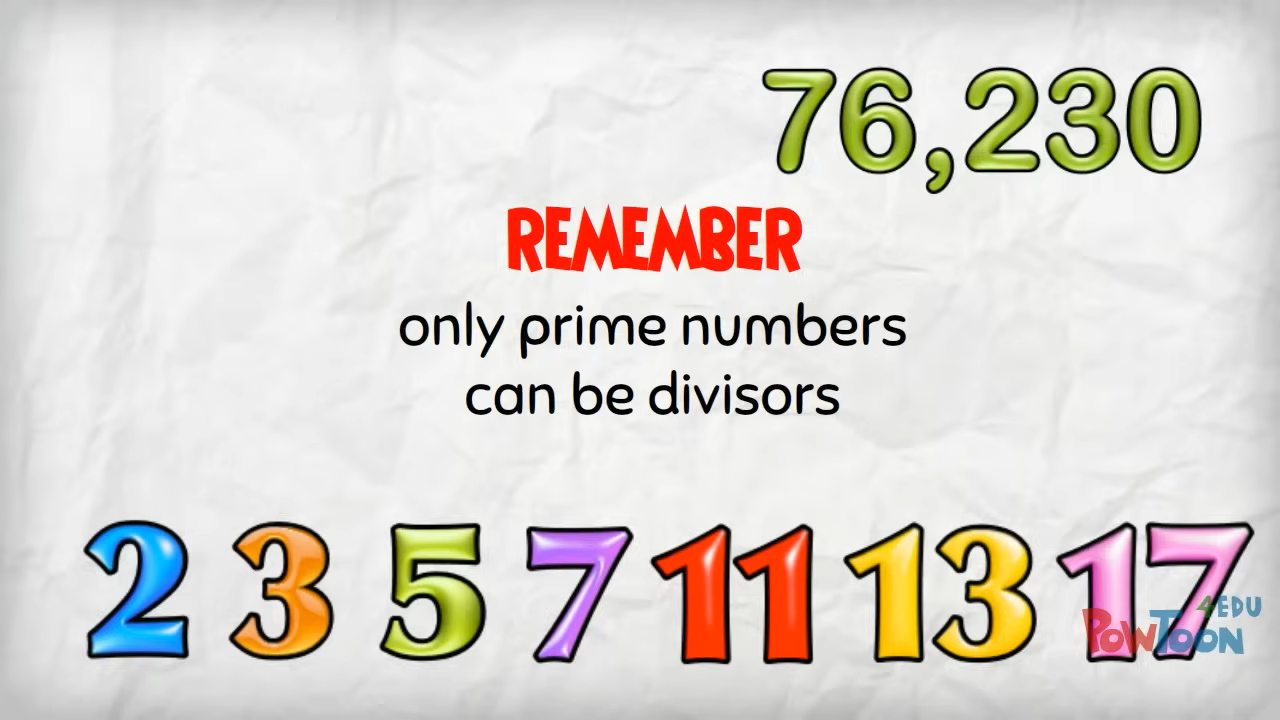 76,230
REMEMBER
only prime numbers
can be divisors
2 3 5 7 11 13 17
4EDU
POWTOON